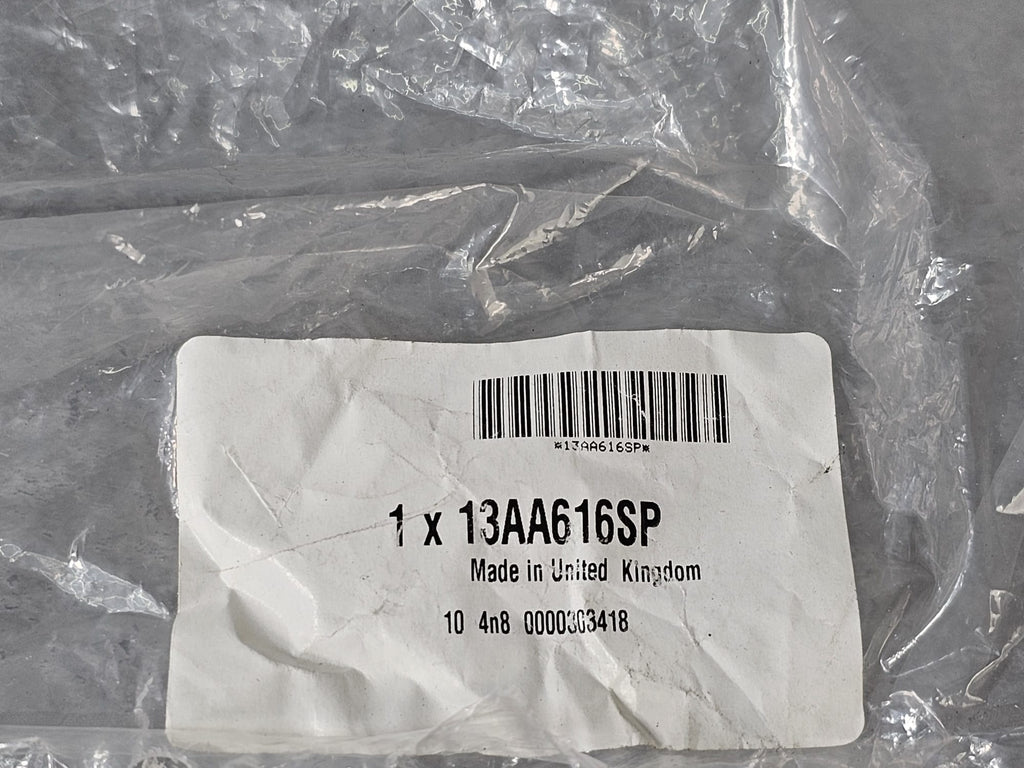 *13AA616SP*
1 x 13AA616SP
Made in United Kingdom
10 4n8 0000303418